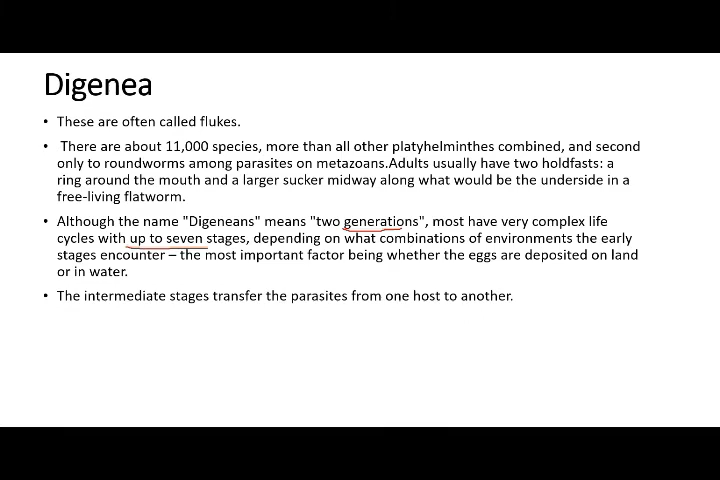 Digenea
• These are often called flukes.
• There are about 11,000 species, more than all other platyhelminthes combined, and second
only to roundworms among parasites on metazoans.Adults usually have two holdfasts: a
ring around the mouth and a larger sucker midway along what would be the underside in a
free-living flatworm.
• Although the name "Digeneans" means "two generations", most have very complex life
cycles with up to seven stages, depending on what combinations of environments the early
stages encounter – the most important factor being whether the eggs are deposited on land
or in water.
• The intermediate stages transfer the parasites from one host to another.